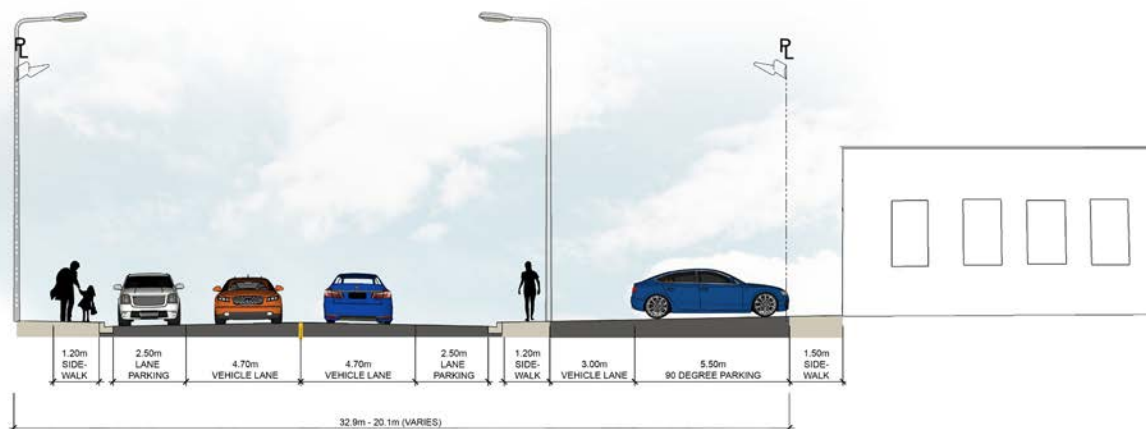 PL
PL
1.20m
SIDE-
WALK
2.50m
LANE
PARKING
4.70m
VEHICLE LANE
4.70m
VEHICLE LANE
2.50m
LANE
PARKING
1.20m
SIDE-
WALK
3.00m
VEHICLE LANE
5.50m
90 DEGREE PARKING
1.50m
SIDE-
WALK
32.9m - 20.1m (VARIES)